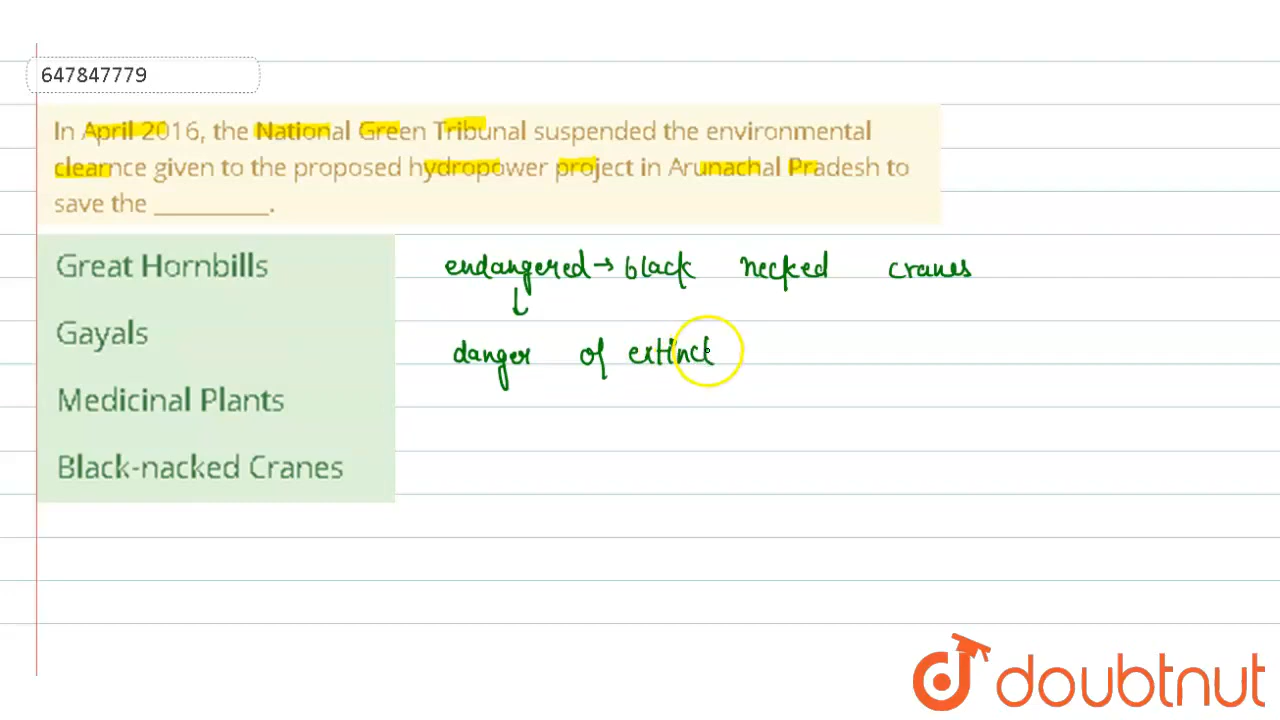 647847779
In April 2016, the National Green Tribunal suspended the environmental
clearnce given to the proposed hydropower project in Arunachal Pradesh to
save the __________.
Great Hornbills
Gayals
Medicinal Plants
Black-nacked Cranes
endangered → black necked cranes
↓
danger of extinct
doubtnut